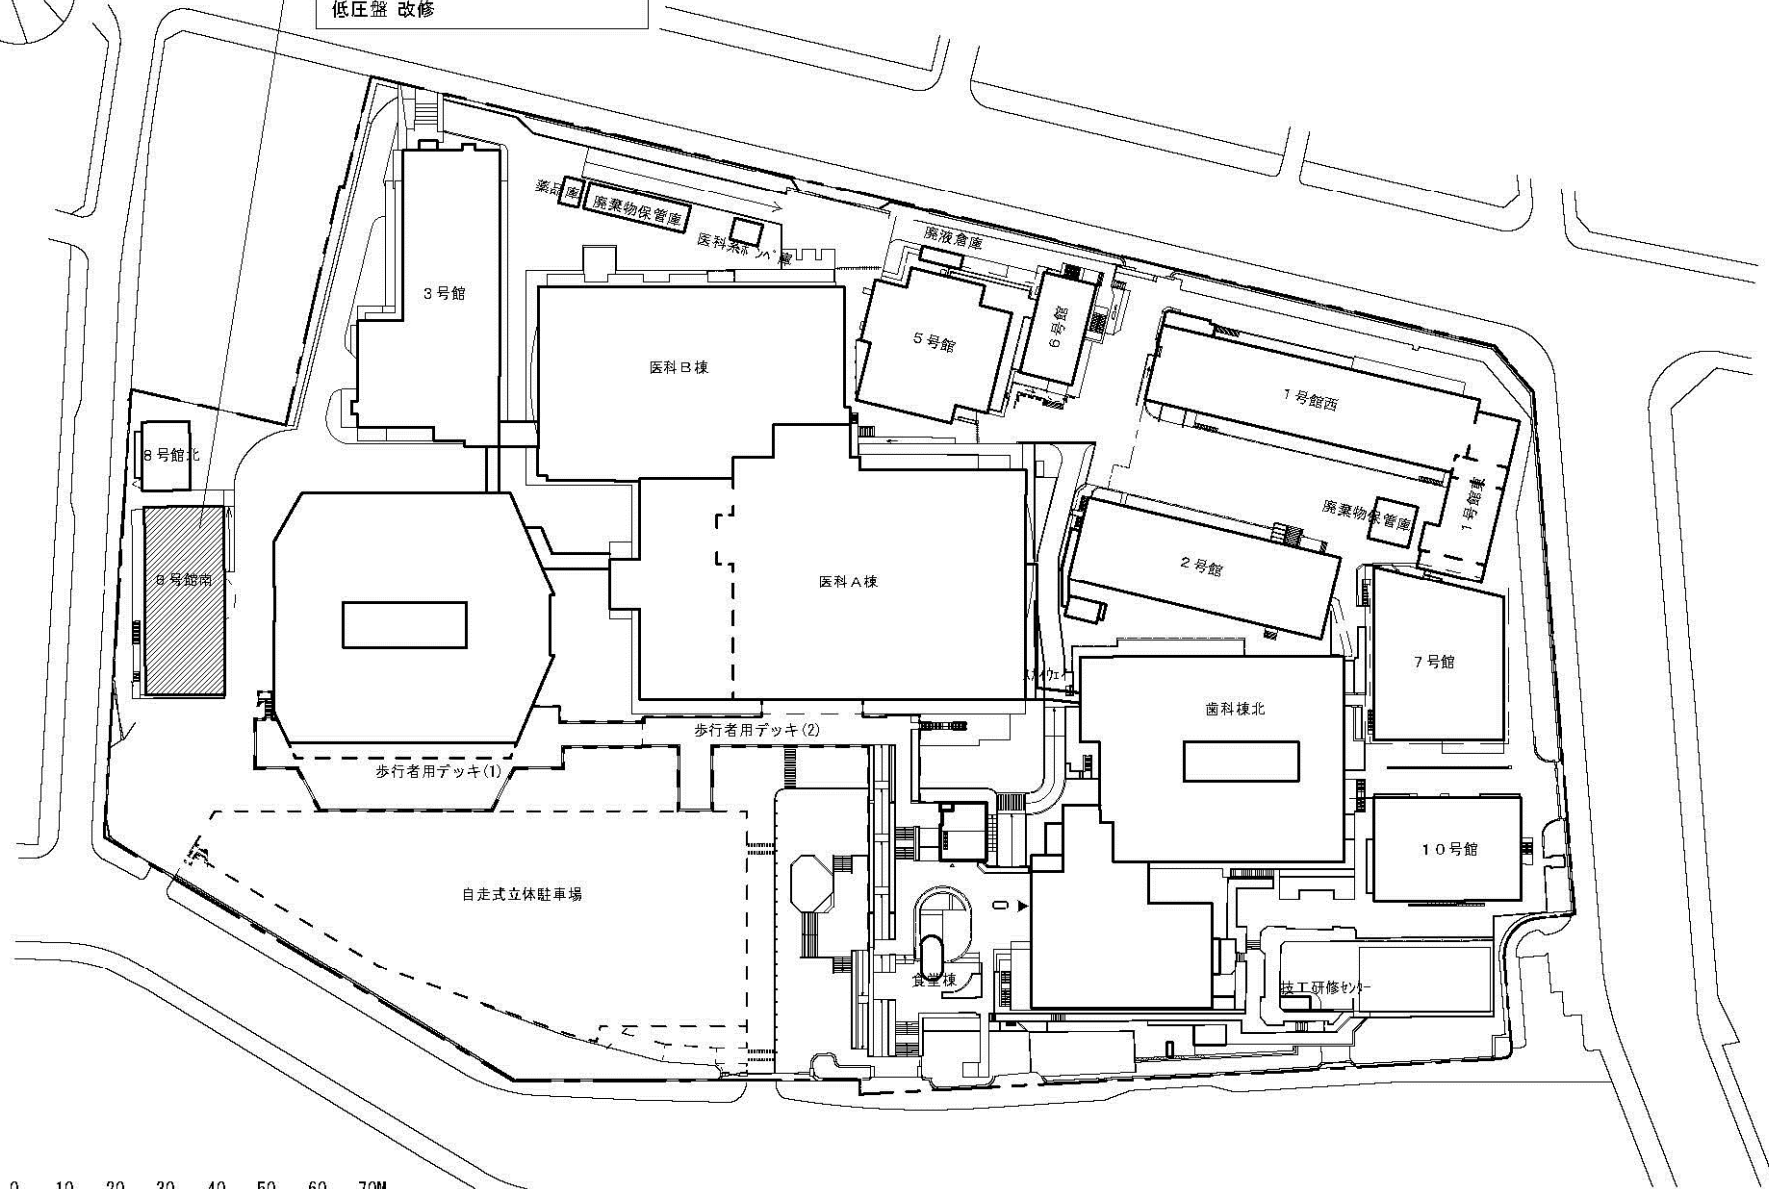 低圧盤 改修
薬品庫
廃棄物保管庫
医科系ボンベ庫
廃液倉庫
3号館
5号館
6号館
医科B棟
1号館西
8号館北
1号館東
廃棄物保管庫
8号館南
医科A棟
2号館
7号館
スカイウェイ
歯科棟北
歩行者用デッキ(2)
歩行者用デッキ(1)
10号館
自走式立体駐車場
食堂棟
技工研修センター
0 10 20 30 40 50 60 70M